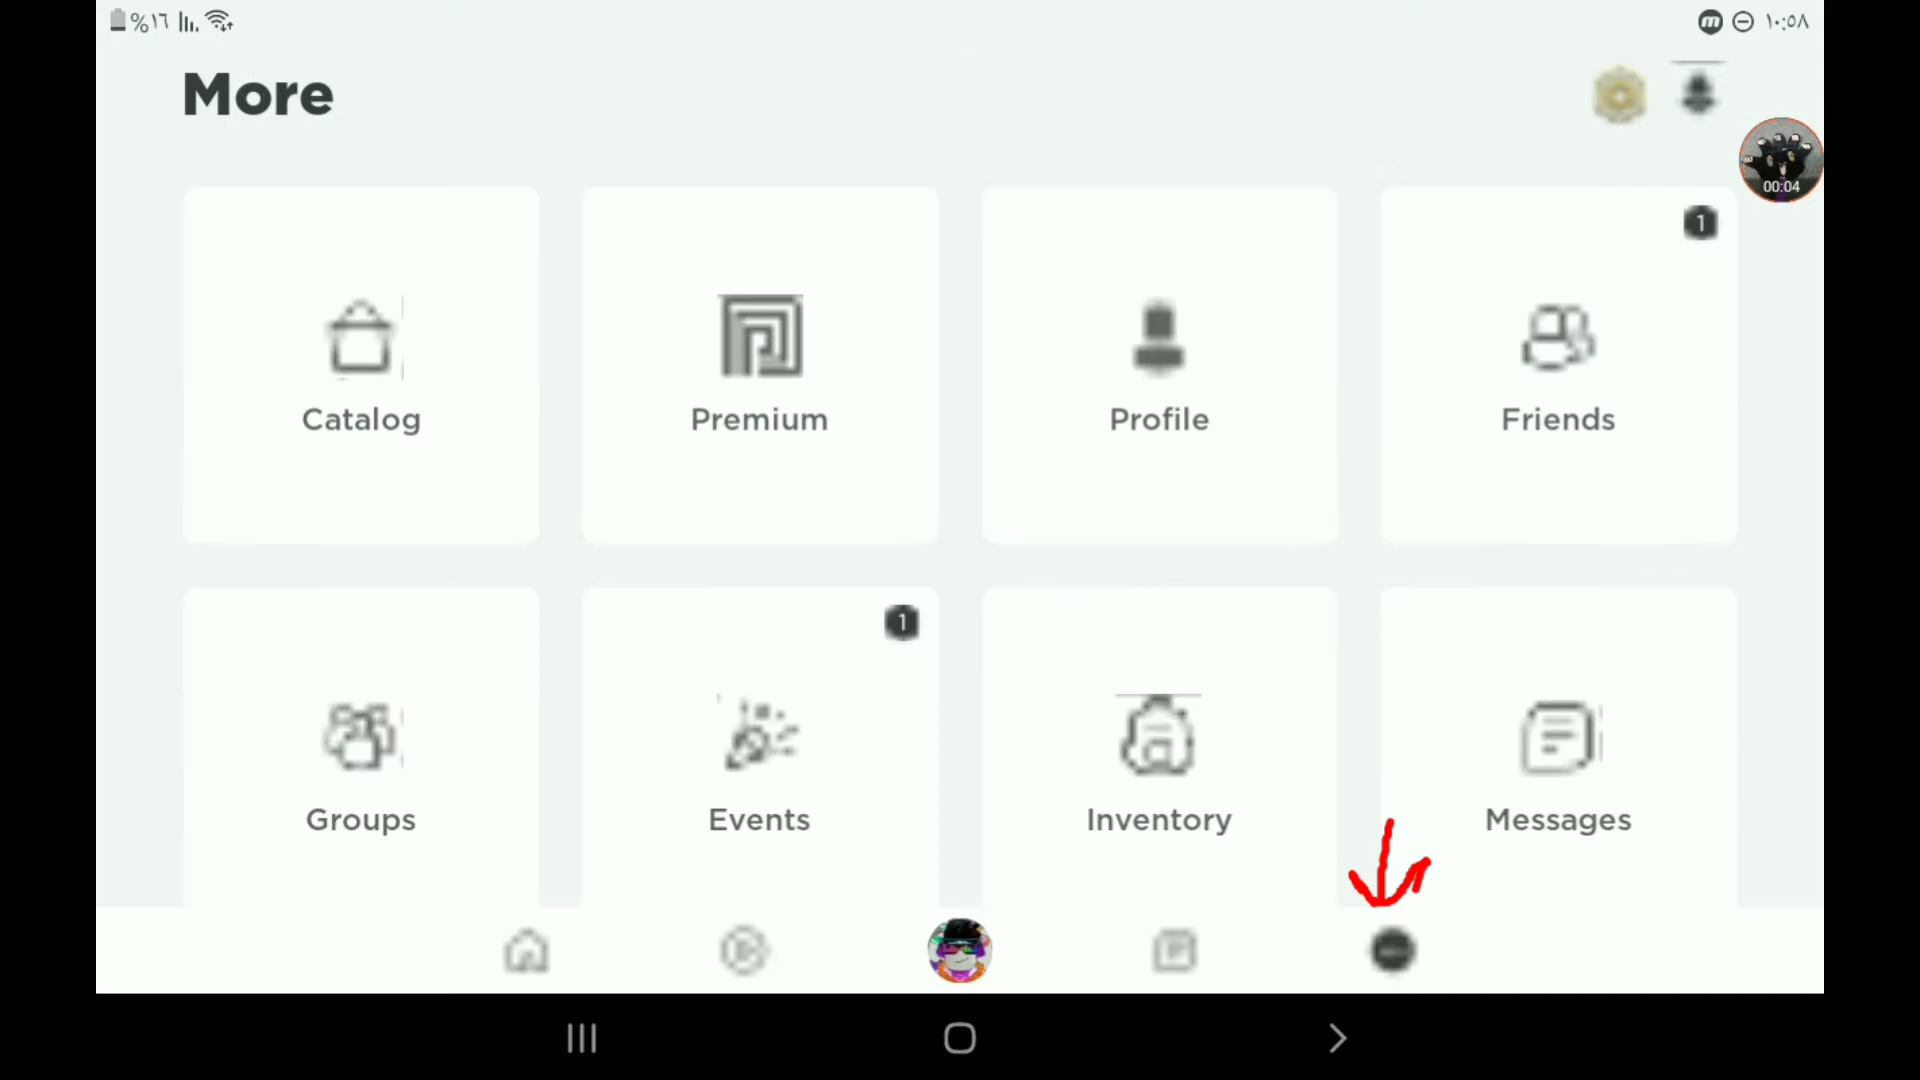 %١٦
١٠:٥٨
More
00:04
1
Catalog
Premium
Profile
Friends
1
Groups
Events
Inventory
Messages